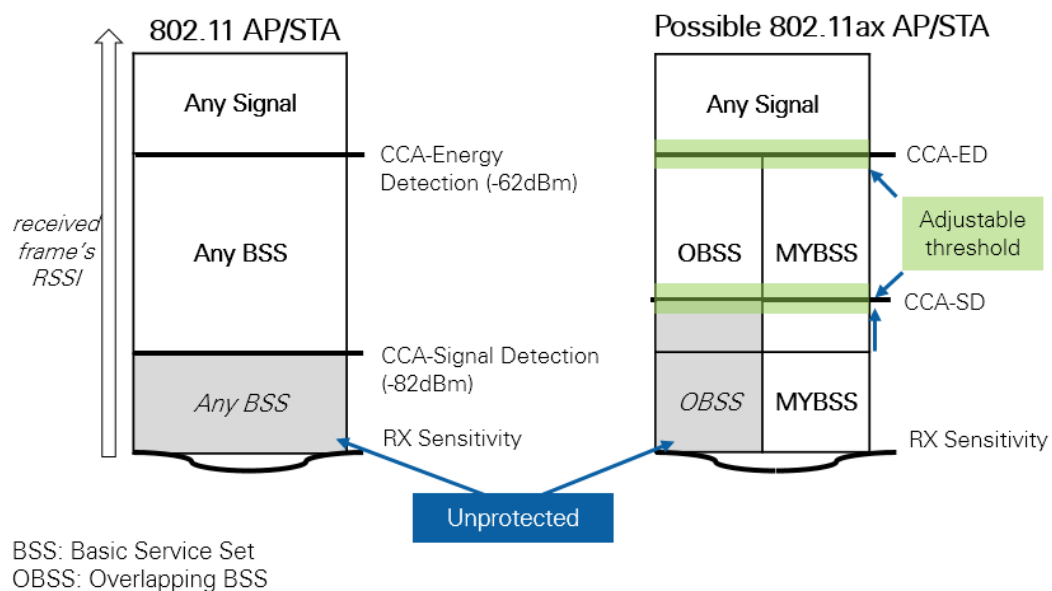 802.11 AP/STA
Any Signal
CCA-Energy
Detection (-62dBm)
received
frame's
RSSI
Any BSS
CCA-Signal Detection
(-82dBm)
Any BSS
RX Sensitivity
Possible 802.11ax AP/STA
Any Signal
CCA-ED
Adjustable
threshold
OBSS
MYBSS
CCA-SD
OBSS
MYBSS
RX Sensitivity
Unprotected
BSS: Basic Service Set
OBSS: Overlapping BSS